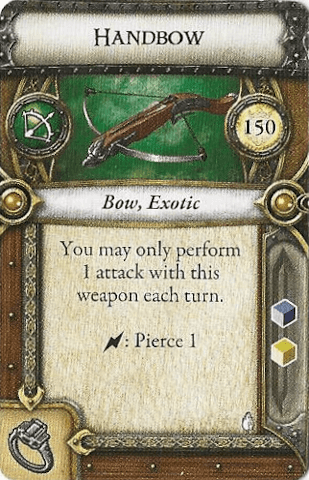 HANDBOW
150
Bow, Exotic
You may only perform
1 attack with this
weapon each turn.
: Pierce 1